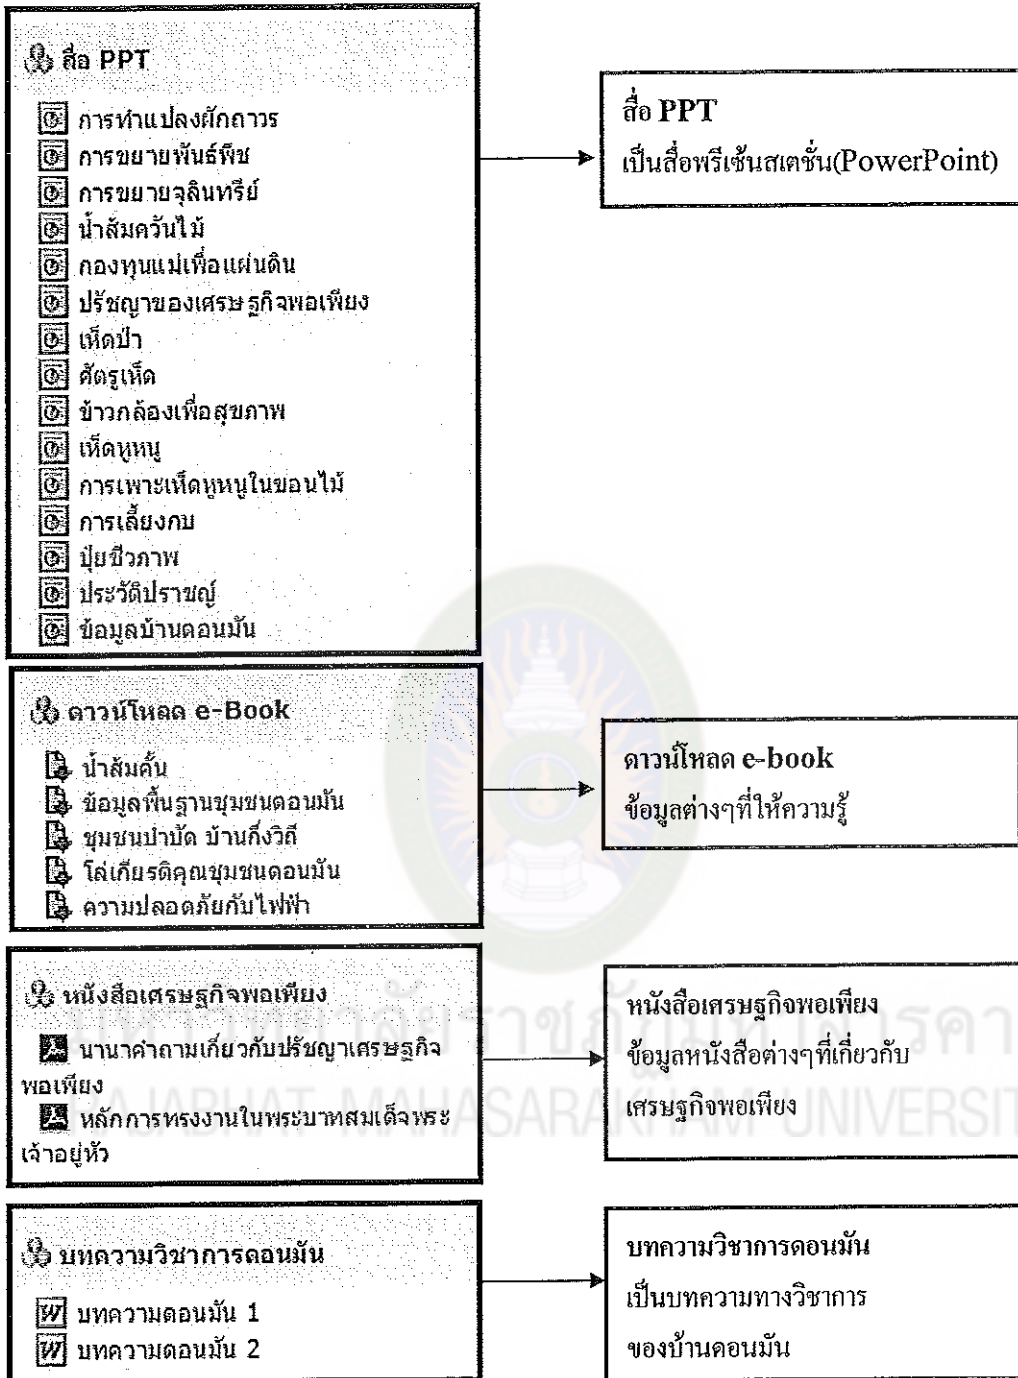 สื่อ PPT
การทำแปลงผักถาวร
การขยายพันธ์พืช
การขยายจุลินทรีย์
น้ำส้มควันไม้
กองทุนแม่เพื่อแผ่นดิน
ปรัชญาของเศรษฐกิจพอเพียง
เห็ดป่า
ศัตรูเห็ด
ข้าวกล้องเพื่อสุขภาพ
เห็ดหูหนู
การเพาะเห็ดหูหนูในขอนไม้
การเลี้ยงกบ
ปุ๋ยชีวภาพ
ประวัติปราชญ์
ข้อมูลบ้านดอนมัน
สื่อ PPT
เป็นสื่อพรีเซ้นสเตชั่น(PowerPoint)
ดาวน์โหลด e-Book
น้ำส้มคั้น
ข้อมูลพื้นฐานชุมชนดอนมัน
ชุมชนบำบัด บ้านกึ่งวิถี
โล่เกียรติคุณชุมชนดอนมัน
ความปลอดภัยกับไฟฟ้า
ดาวน์โหลด e-book
ข้อมูลต่างๆที่ให้ความรู้
หนังสือเศรษฐกิจพอเพียง
นานาคำถามเกี่ยวกับปรัชญาเศรษฐกิจ
พอเพียง
หลักการทรงงานในพระบาทสมเด็จพระ
เจ้าอยู่หัว
หนังสือเศรษฐกิจพอเพียง
ข้อมูลหนังสือต่างๆที่เกี่ยวกับ
เศรษฐกิจพอเพียง
บทความวิชาการดอนมัน
บทความดอนมัน 1
บทความดอนมัน 2
บทความวิชาการดอนมัน
เป็นบทความทางวิชาการ
ของบ้านดอนมัน